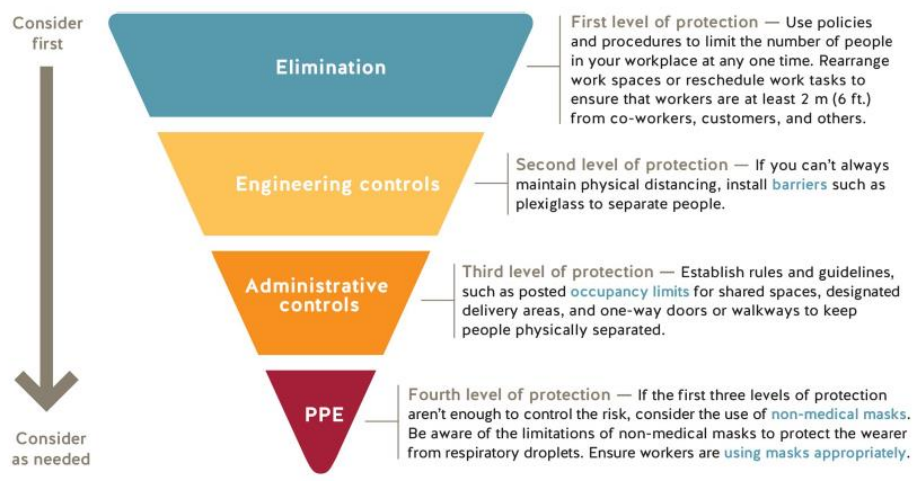 Consider
first
Elimination
First level of protection — Use policies
and procedures to limit the number of people
in your workplace at any one time. Rearrange
work spaces or reschedule work tasks to
ensure that workers are at least 2 m (6 ft.)
from co-workers, customers, and others.
Engineering controls
Second level of protection — If you can’t always
maintain physical distancing, install barriers such as
plexiglass to separate people.
Administrative
controls
Third level of protection — Establish rules and guidelines,
such as posted occupancy limits for shared spaces, designated
delivery areas, and one-way doors or walkways to keep
people physically separated.
PPE
Fourth level of protection — If the first three levels of protection
aren’t enough to control the risk, consider the use of non-medical masks.
Be aware of the limitations of non-medical masks to protect the wearer
from respiratory droplets. Ensure workers are using masks appropriately.
Consider
as needed